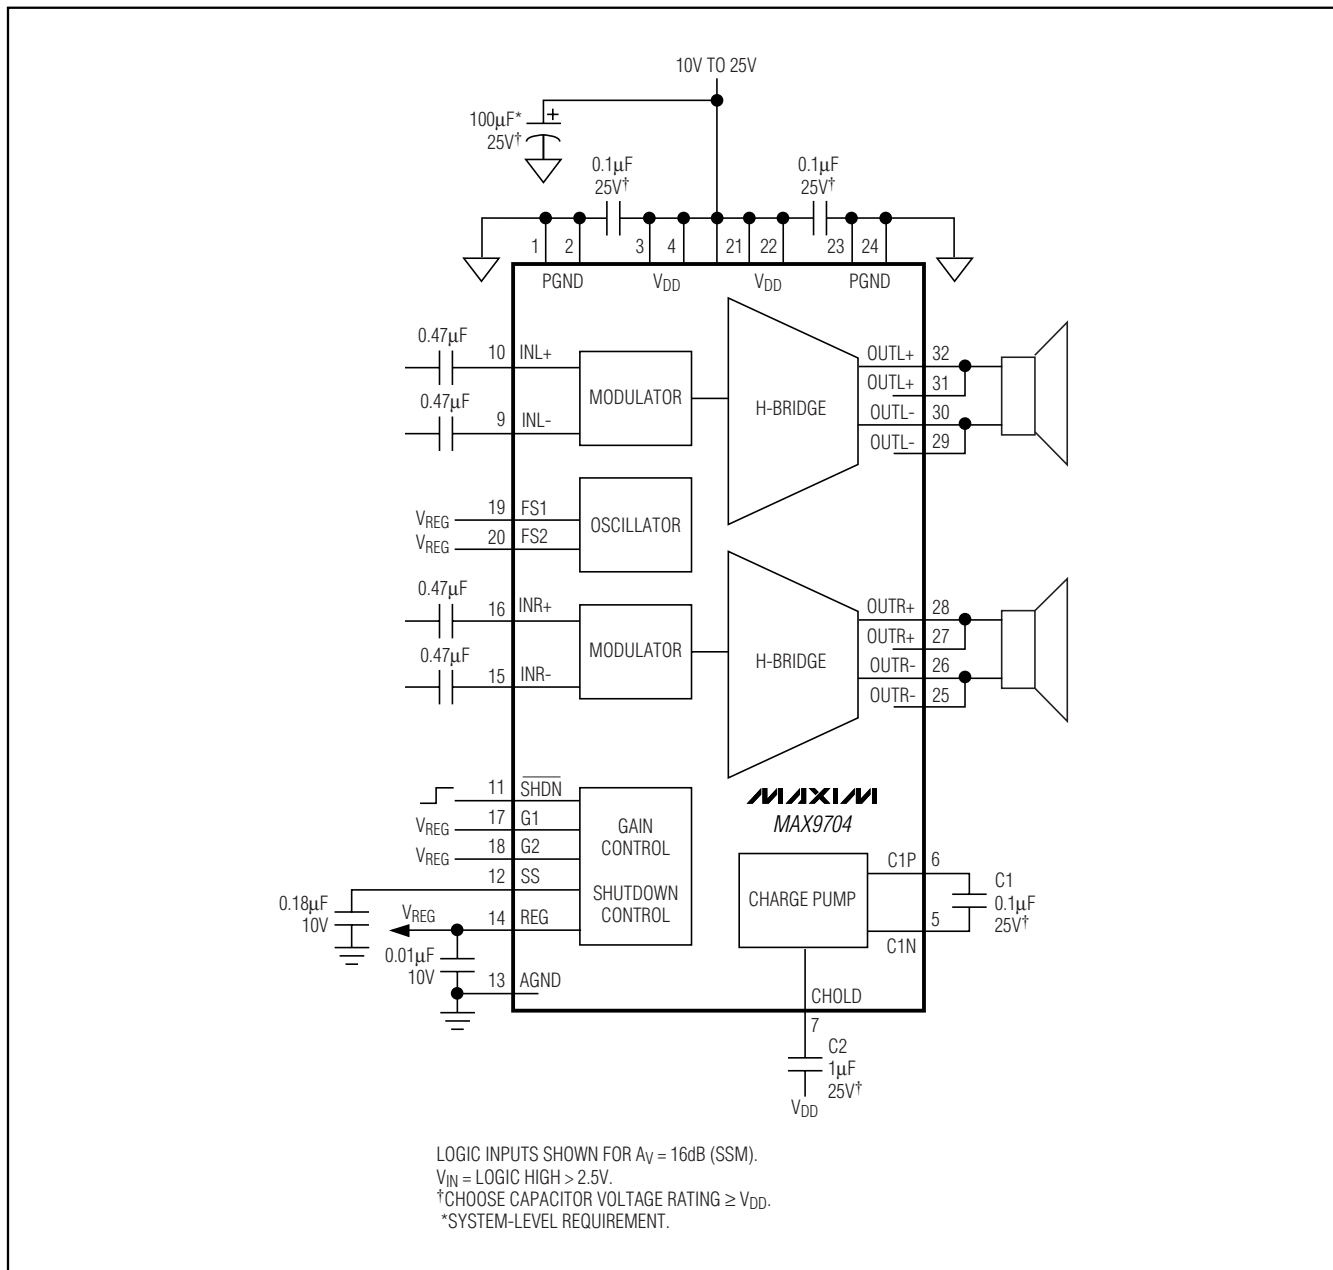 10V TO 25V
100µF*
25V†
+
0.1µF
25V†
0.1µF
25V†
1 2 3 4 21 22 23 24
PGND VDD VDD PGND
0.47µF
10 INL+
0.47µF
9 INL-
MODULATOR
H-BRIDGE
OUTL+ 32
OUTL+ 31
OUTL- 30
OUTL- 29
VREG 19 FS1
VREG 20 FS2
OSCILLATOR
0.47µF
16 INR+
0.47µF
15 INR-
MODULATOR
H-BRIDGE
OUTR+ 28
OUTR+ 27
OUTR- 26
OUTR- 25
11 SHDN
VREG 17 G1
VREG 18 G2
12 SS
0.18µF
10V
VREG 14 REG
0.01µF
10V
13 AGND
GAIN
CONTROL
SHUTDOWN
CONTROL
MAXIM
MAX9704
CHARGE PUMP
C1P 6
C1
0.1µF
25V†
5
C1N
CHOLD
7
C2
1µF
25V†
VDD
LOGIC INPUTS SHOWN FOR AV = 16dB (SSM).
VIN = LOGIC HIGH > 2.5V.
†CHOOSE CAPACITOR VOLTAGE RATING ≥ VDD.
*SYSTEM-LEVEL REQUIREMENT.